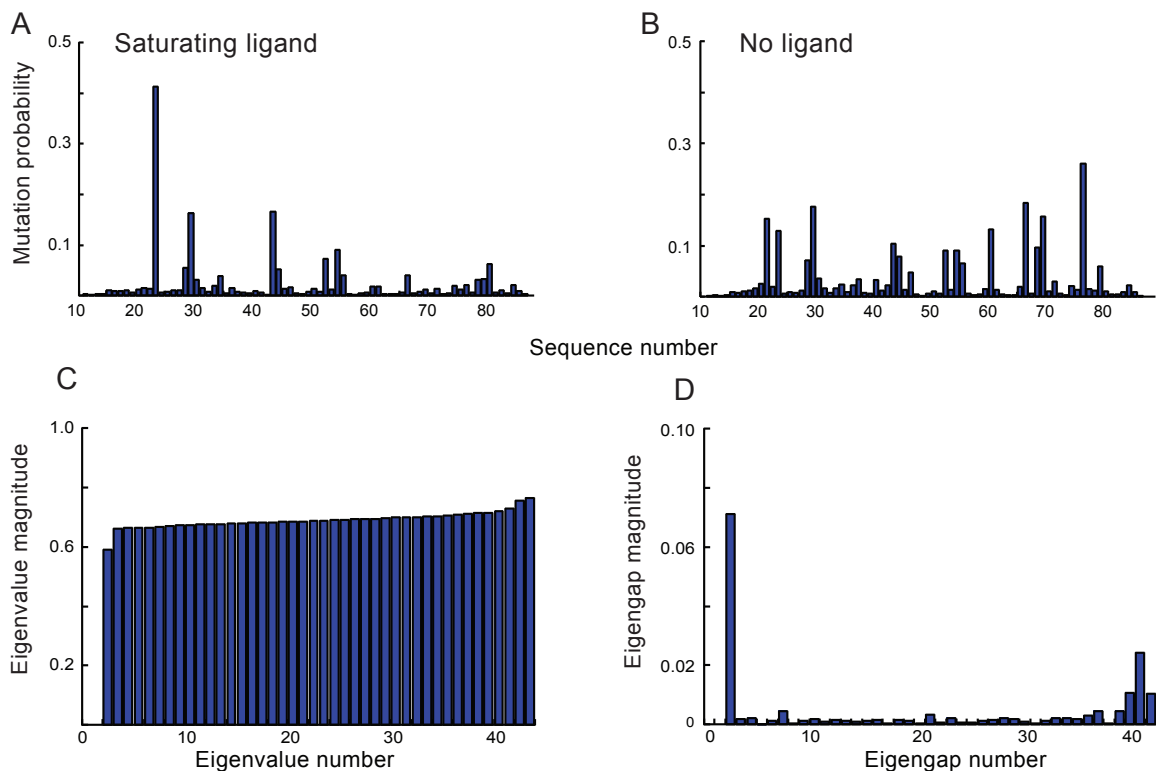 A
Saturating ligand
0.5
0.3
0.1
Mutation probability
10 20 30 40 50 60 70 80
B
No ligand
0.5
0.3
0.1
10 20 30 40 50 60 70 80
Sequence number
C
1.0
0.6
0.2
Eigenvalue magnitude
0 10 20 30 40
Eigenvalue number
D
0.10
0.06
0.02
0
Eigengap magnitude
0 10 20 30 40
Eigengap number